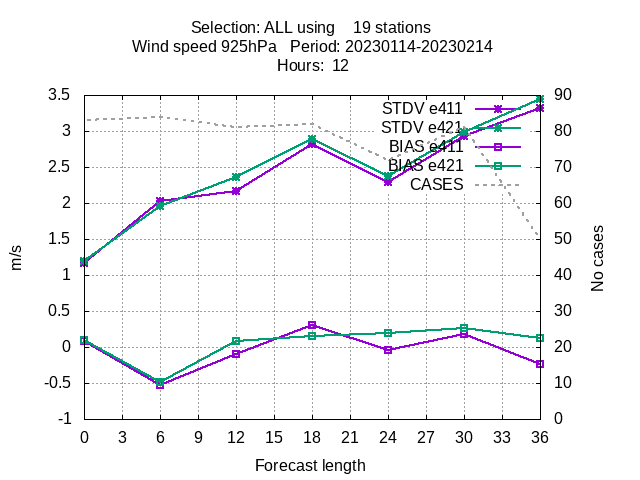 Selection: ALL using    19 stations
Wind speed 925hPa   Period: 20230114-20230214
Hours:  12
3.5
3
2.5
2
1.5
1
0.5
0
-0.5
-1
m/s
STDV e411
STDV e421
BIAS e411
BIAS e421
CASES
90
80
70
60
50
40
30
20
10
0
No cases
0 3 6 9 12 15 18 21 24 27 30 33 36
Forecast length